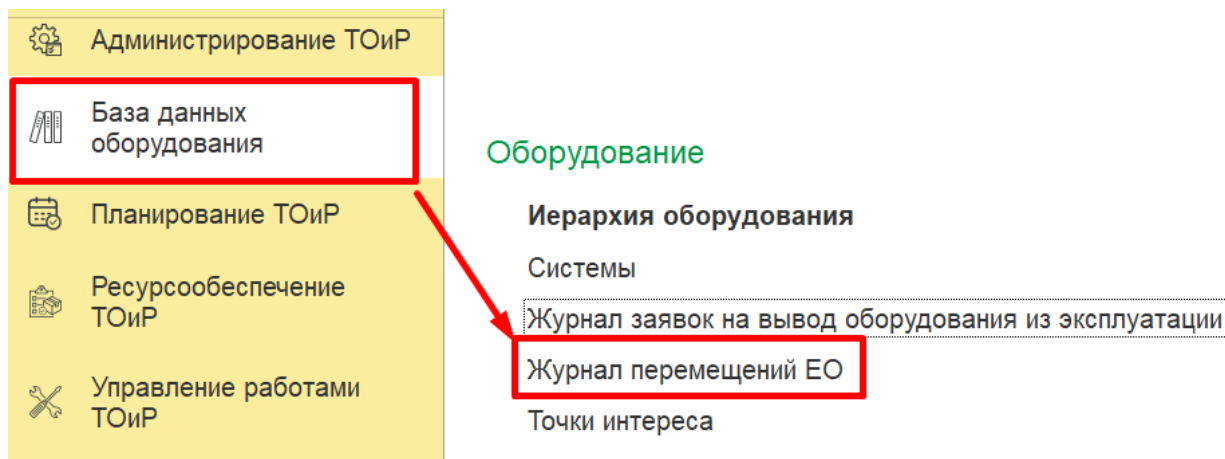 Администрирование ТОиР
База данных
оборудования
Планирование ТОиР
Ресурсообеспечение
ТОиР
Управление работами
ТОиР
Оборудование
Иерархия оборудования
Системы
Журнал заявок на вывод оборудования из эксплуатации
Журнал перемещений ЕО
Точки интереса